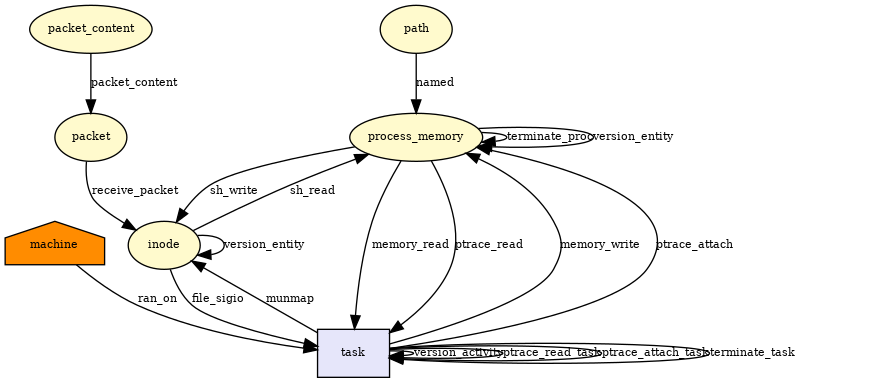 packet_content
path
packet_content
named
packet
process_memory
terminate_proc
version_entity
receive_packet
sh_write
sh_read
machine
inode
version_entity
memory_read
ptrace_read
memory_write
ptrace_attach
ran_on
file_sigio
munmap
task
version_activity
ptrace_read_task
ptrace_attach_task
terminate_task